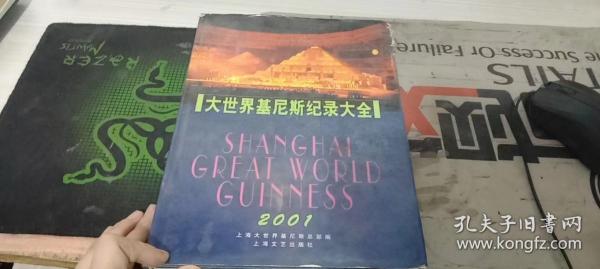 RAZER
MANTIS
The Success Or Failure
TAILS
大世界基尼斯纪录大全
SHANGHAI
GREAT WORLD
GUINNESS
2001
上海大世界基尼斯总部编
上海文艺出版社
孔夫子旧书网
www.kongfz.com